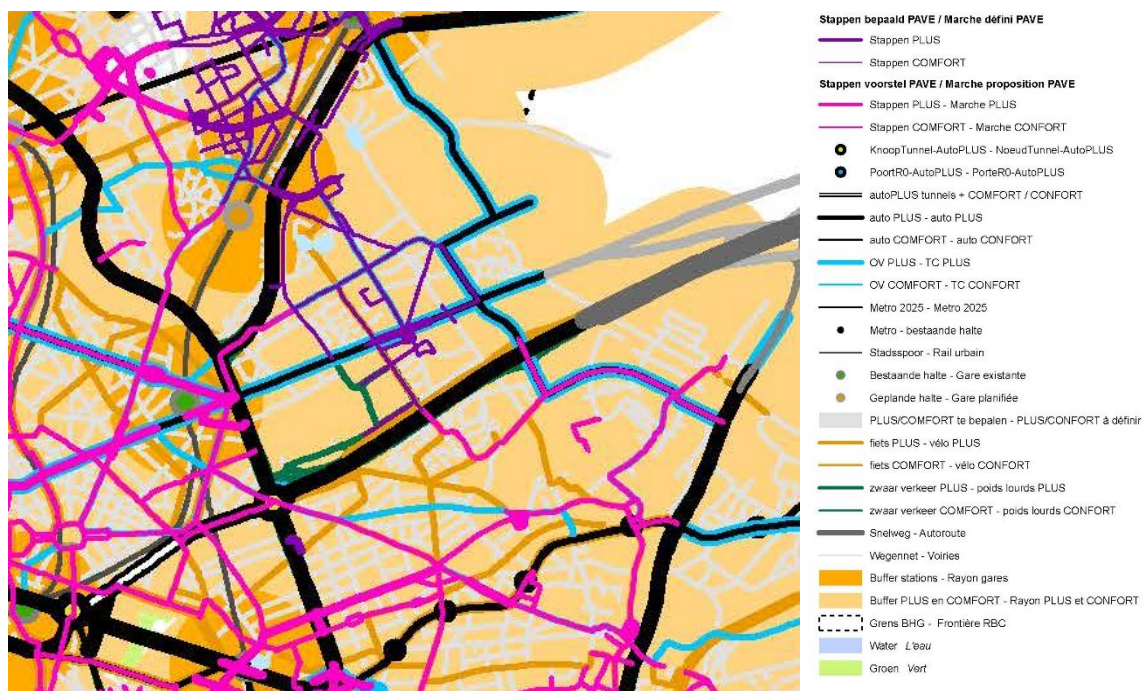 Stappen bepaald PAVE / Marche défini PAVE
Stappen PLUS
Stappen COMFORT
Stappen voorstel PAVE / Marche proposition PAVE
Stappen PLUS - Marche PLUS
Stappen COMFORT - Marche CONFORT
KnoopTunnel-AutoPLUS - NoeudTunnel-AutoPLUS
PoortR0-AutoPLUS - PorteR0-AutoPLUS
autoPLUS tunnels + COMFORT / CONFORT
auto PLUS - auto PLUS
auto COMFORT - auto CONFORT
OV PLUS - TC PLUS
OV COMFORT - TC CONFORT
Metro 2025 - Metro 2025
Metro - bestaande halte
Stadsspoor - Rail urbain
Bestaande halte - Gare existante
Geplande halte - Gare planifiée
PLUS/COMFORT te bepalen - PLUS/CONFORT à définir
fiets PLUS - vélo PLUS
fiets COMFORT - vélo CONFORT
zwaar verkeer PLUS - poids lourds PLUS
zwaar verkeer COMFORT - poids lourds CONFORT
Snelweg - Autoroute
Wegennet - Voiries
Buffer stations - Rayon gares
Buffer PLUS en COMFORT - Rayon PLUS et CONFORT
Grens BHG - Frontière RBC
Water L'eau
Groen Vert